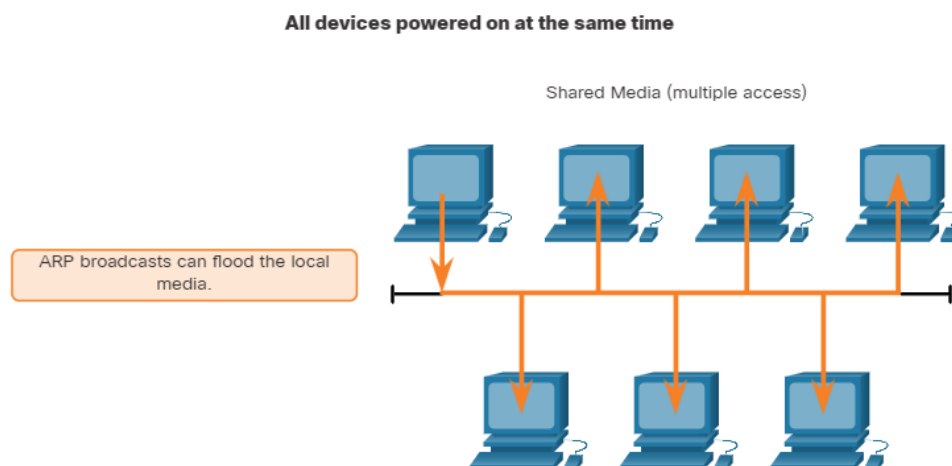 All devices powered on at the same time
Shared Media (multiple access)
ARP broadcasts can flood the local
media.